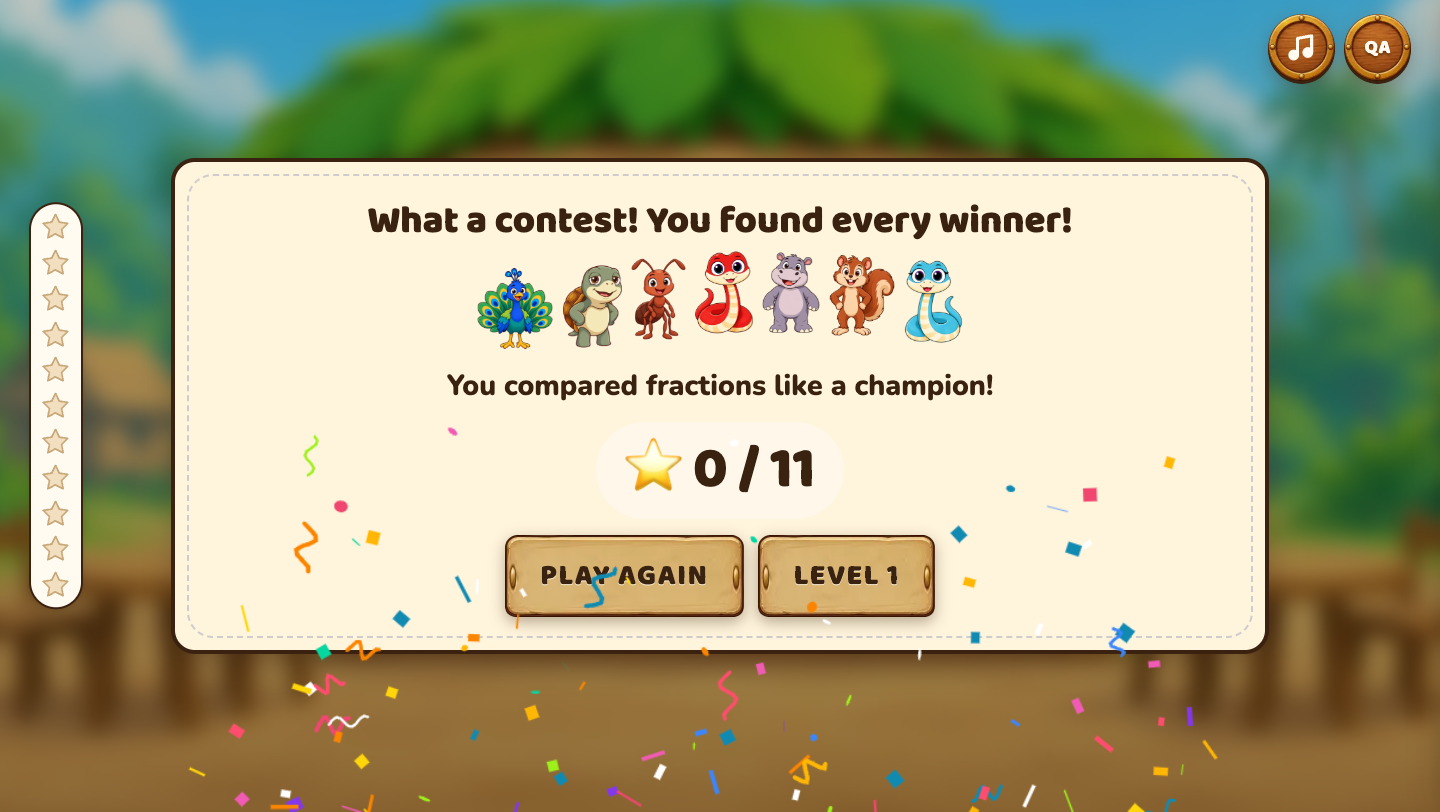 QA
What a contest! You found every winner!
You compared fractions like a champion!
0 / 11
PLAY AGAIN
LEVEL 1